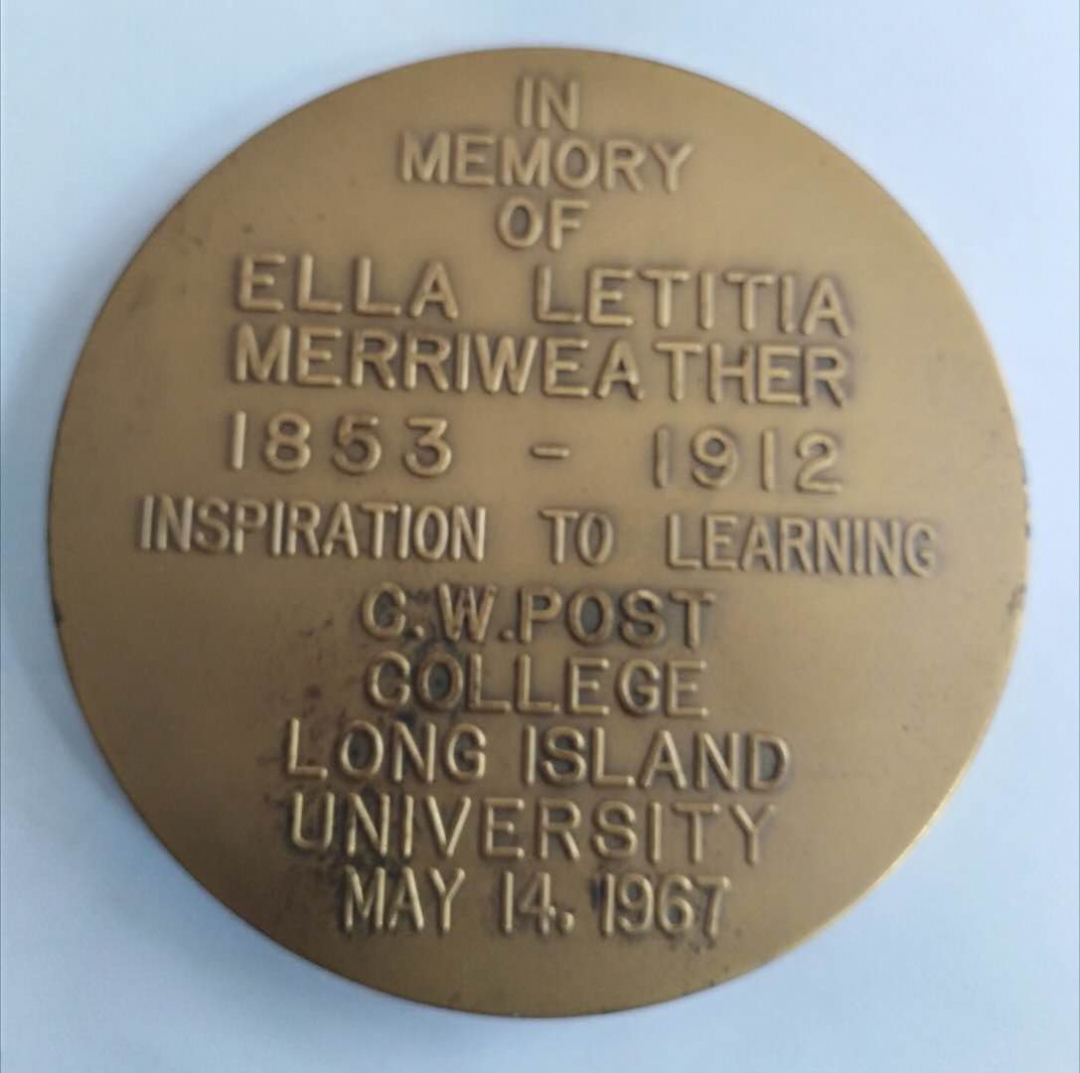 IN
MEMORY
OF
ELLA LETITIA
MERRIWEATHER
1853 - 1912
INSPIRATION TO LEARNING
C.W.POST
COLLEGE
LONG ISLAND
UNIVERSITY
MAY 14. 1967